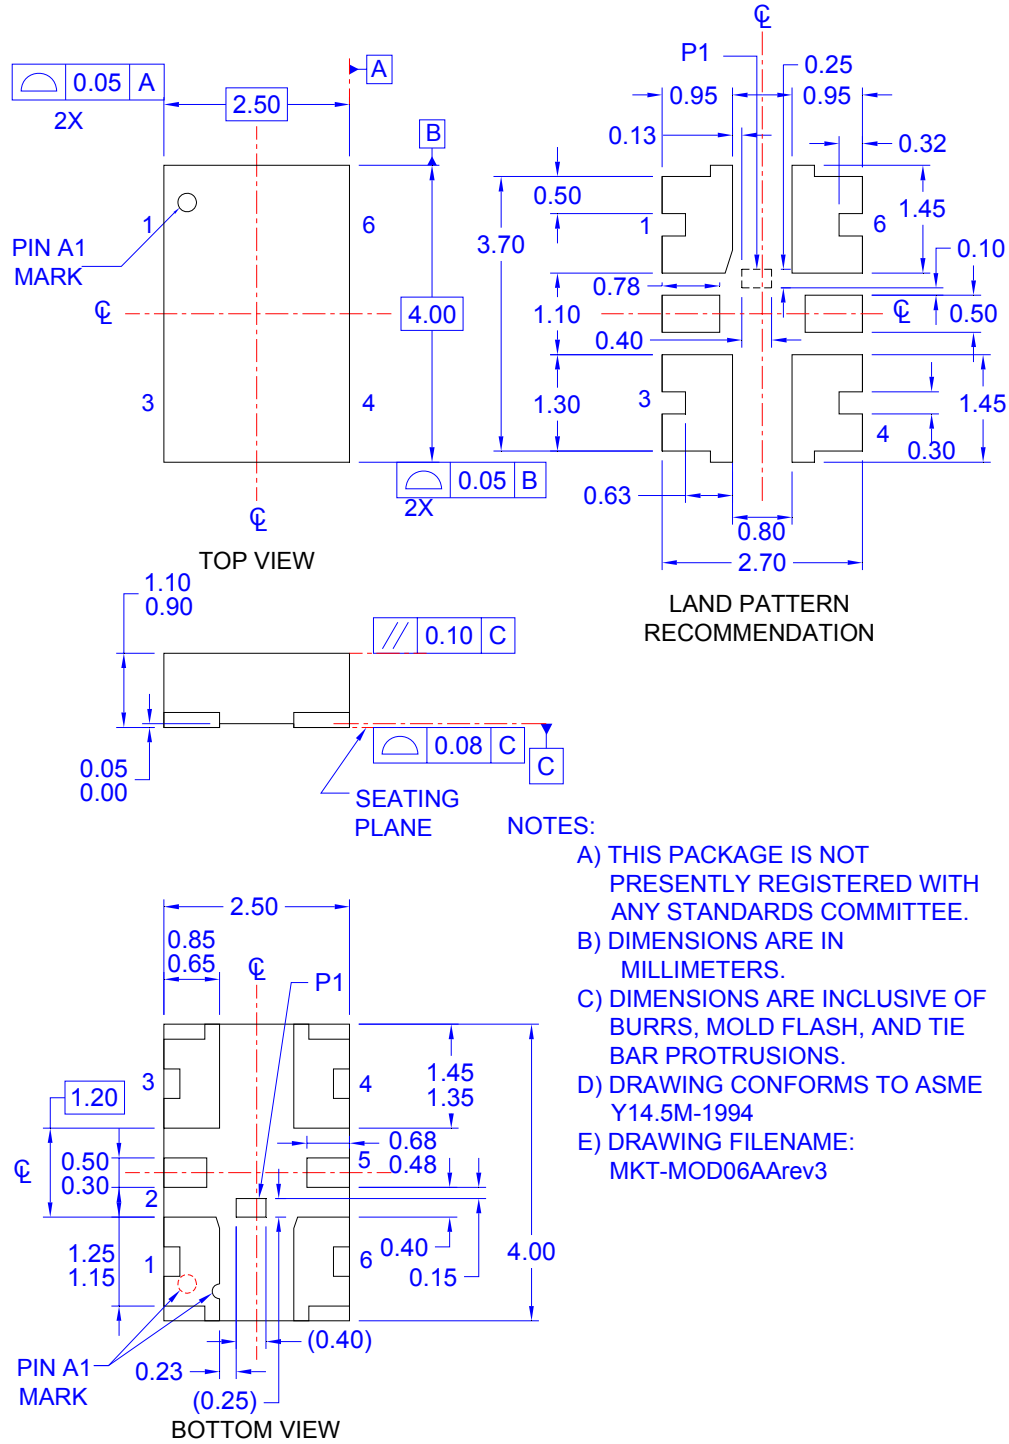 ℄
P1
0.25
A
0.05 A
2X
2.50
0.95
0.95
B
0.13
0.32
0.50
1
6
1
6
1.45
PIN A1
MARK
3.70
0.10
0.78
℄
4.00
1.10
℄
0.50
0.40
3
4
1.30
3
1.45
4
0.30
0.05 B
2X
0.63
℄
0.80
TOP VIEW
2.70
1.10
0.90
LAND PATTERN
RECOMMENDATION
// 0.10 C
0.08 C
C
0.05
0.00
SEATING
PLANE
NOTES:
A) THIS PACKAGE IS NOT
PRESENTLY REGISTERED WITH
ANY STANDARDS COMMITTEE.
B) DIMENSIONS ARE IN
MILLIMETERS.
C) DIMENSIONS ARE INCLUSIVE OF
BURRS, MOLD FLASH, AND TIE
BAR PROTRUSIONS.
D) DRAWING CONFORMS TO ASME
Y14.5M-1994
E) DRAWING FILENAME:
MKT-MOD06AArev3
2.50
0.85
0.65
℄
P1
3
4
1.45
1.35
1.20
0.68
0.48
℄
0.50
0.30
5
2
1.25
1.15
1
6
0.40
0.15
4.00
PIN A1
MARK
0.23
(0.40)
(0.25)
BOTTOM VIEW